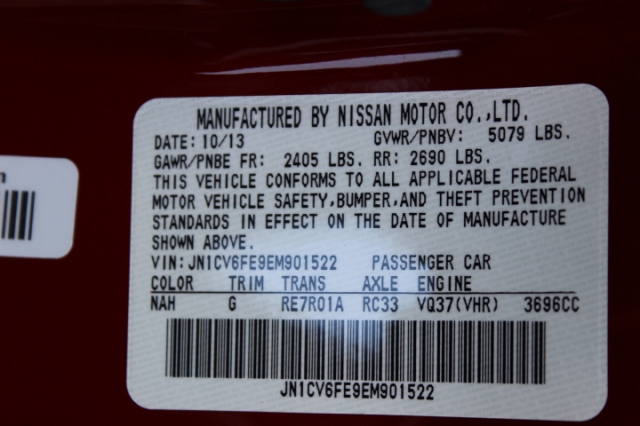 MANUFACTURED BY NISSAN MOTOR CO.,LTD.
DATE: 10/13 GVWR/PNBV: 5079 LBS.
GAWR/PNBE FR: 2405 LBS. RR: 2690 LBS.
THIS VEHICLE CONFORMS TO ALL APPLICABLE FEDERAL
MOTOR VEHICLE SAFETY,BUMPER,AND THEFT PREVENTION
STANDARDS IN EFFECT ON THE DATE OF MANUFACTURE
SHOWN ABOVE.
VIN:JN1CV6FE9EM901522 PASSENGER CAR
COLOR TRIM TRANS AXLE ENGINE
NAH G RE7R01A RC33 VQ37(VHR) 3696CC
JN1CV6FE9EM901522